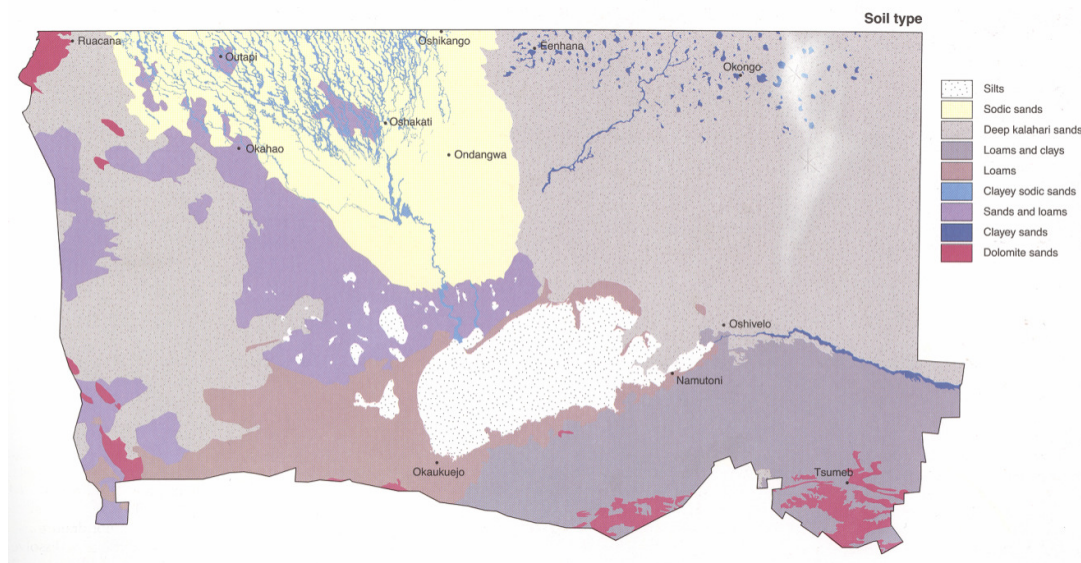 Soil type
Ruacana
Oshikango
Eenhana
Outapi
Okongo
Oshakati
Okahao
Ondangwa
Oshivelo
Namutoni
Okaukuejo
Tsumeb
Silts
Sodic sands
Deep kalahari sands
Loams and clays
Loams
Clayey sodic sands
Sands and loams
Clayey sands
Dolomite sands